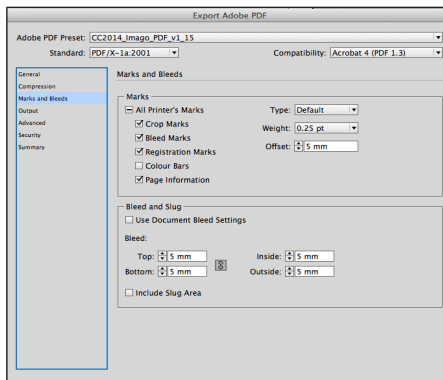 Export Adobe PDF
Adobe PDF Preset: CC2014_Imago_PDF_v1_15
Standard: PDF/X-1a:2001 Compatibility: Acrobat 4 (PDF 1.3)
General
Compression
Marks and Bleeds
Output
Advanced
Security
Summary
Marks and Bleeds
Marks
All Printer's Marks Type: Default
Crop Marks Weight: 0.25 pt
Bleed Marks Offset: 5 mm
Registration Marks
Colour Bars
Page Information
Bleed and Slug
Use Document Bleed Settings
Bleed:
Top: 5 mm Inside: 5 mm
Bottom: 5 mm Outside: 5 mm
Include Slug Area